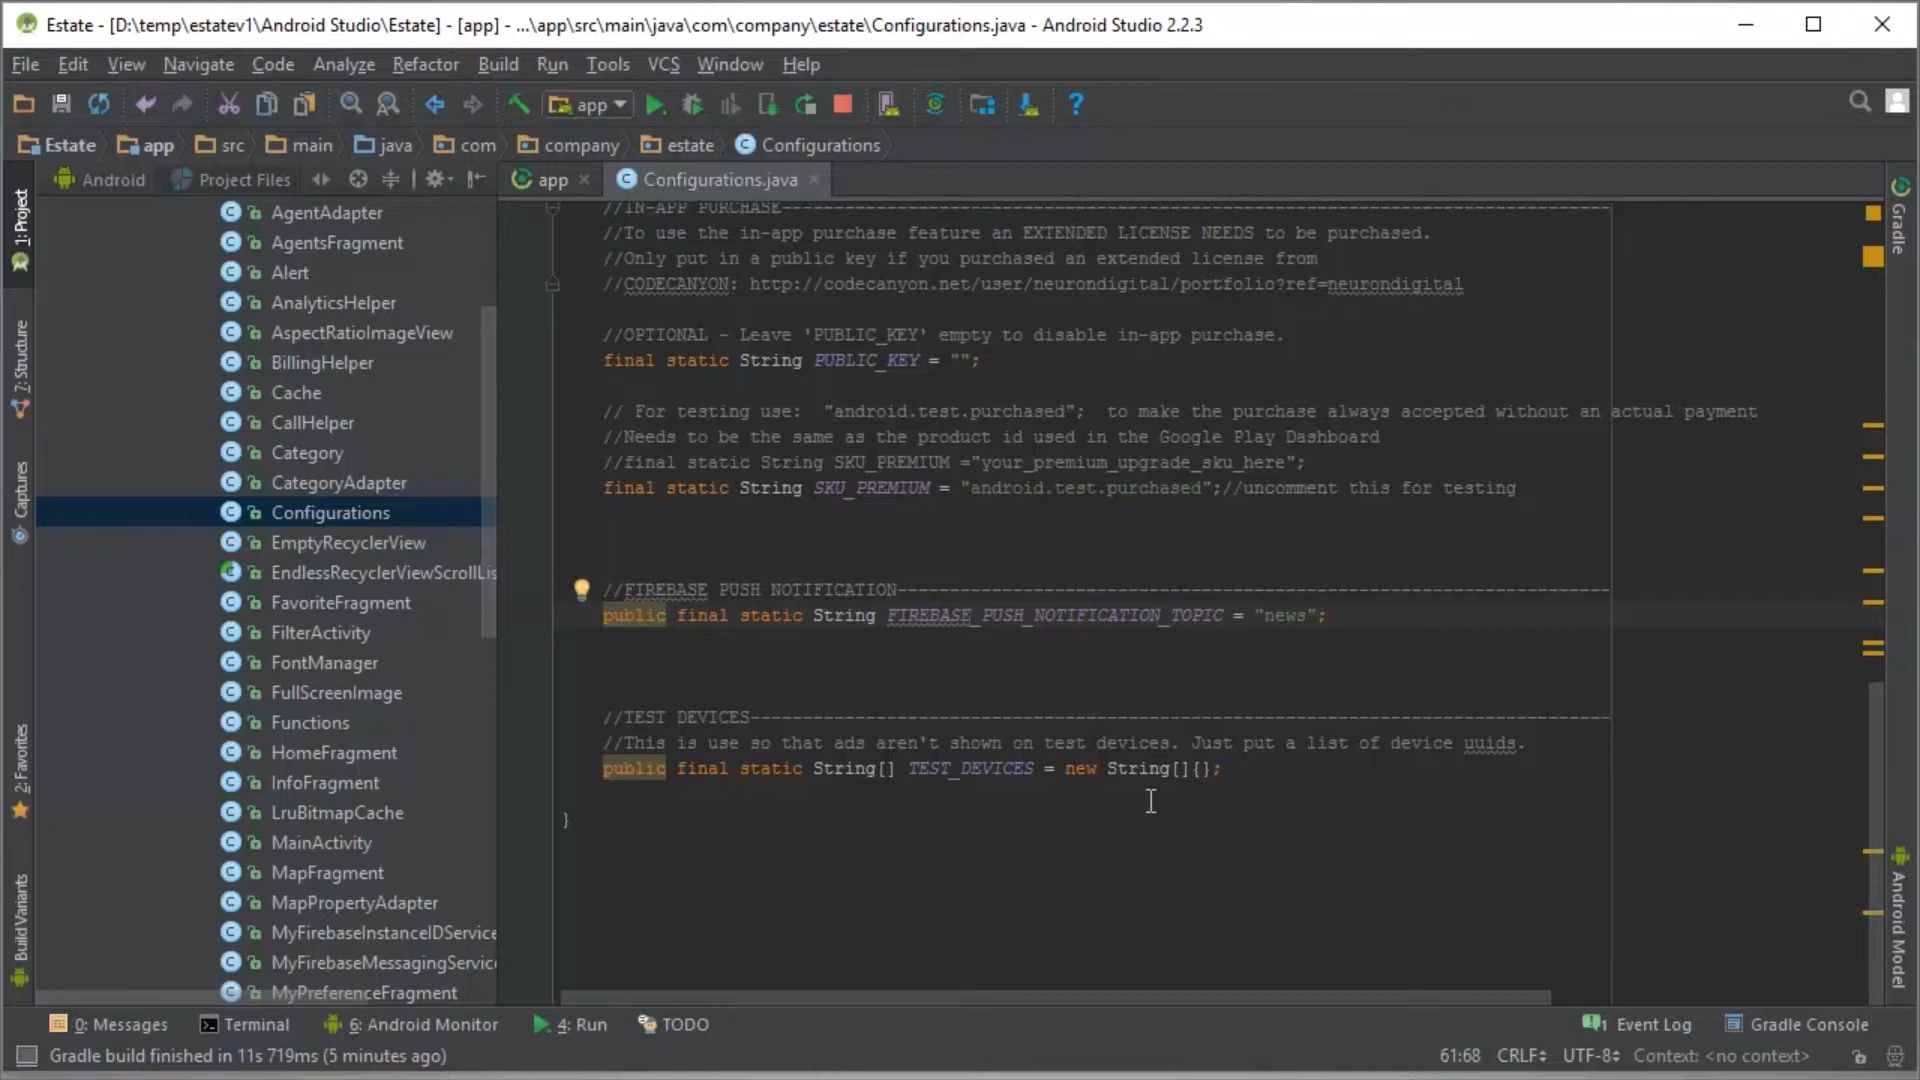 Estate - [D:\temp\estatev1\Android Studio\Estate] - [app] - ...\app\src\main\java\com\company\estate\Configurations.java - Android Studio 2.2.3
File Edit View Navigate Code Analyze Refactor Build Run Tools VCS Window Help
app
Estate app src main java com company estate Configurations
Android Project Files app Configurations.java
1: Project
7: Structure
Captures
2: Favorites
Build Variants
AgentAdapter
AgentsFragment
Alert
AnalyticsHelper
AspectRatioImageView
BillingHelper
Cache
CallHelper
Category
CategoryAdapter
Configurations
EmptyRecyclerView
EndlessRecyclerViewScrollLis
FavoriteFragment
FilterActivity
FontManager
FullScreenImage
Functions
HomeFragment
InfoFragment
LruBitmapCache
MainActivity
MapFragment
MapPropertyAdapter
MyFirebaseInstanceIDService
MyFirebaseMessagingService
MyPreferenceFragment
//IN-APP PURCHASE-------------------------------------------------------------------------------
//To use the in-app purchase feature an EXTENDED LICENSE NEEDS to be purchased.
//Only put in a public key if you purchased an extended license from
//CODECANYON: http://codecanyon.net/user/neurondigital/portfolio?ref=neurondigital
//OPTIONAL - Leave 'PUBLIC_KEY' empty to disable in-app purchase.
final static String PUBLIC_KEY = "";
// For testing use:  "android.test.purchased";  to make the purchase always accepted without an actual payment
//Needs to be the same as the product id used in the Google Play Dashboard
//final static String SKU_PREMIUM ="your_premium_upgrade_sku_here";
final static String SKU_PREMIUM = "android.test.purchased";//uncomment this for testing
//FIREBASE PUSH NOTIFICATION--------------------------------------------------------------------
public final static String FIREBASE_PUSH_NOTIFICATION_TOPIC = "news";
//TEST DEVICES----------------------------------------------------------------------------------
//This is use so that ads aren't shown on test devices. Just put a list of device uuids.
public final static String[] TEST_DEVICES = new String[]{};
}
Gradle
Android Model
0: Messages Terminal 6: Android Monitor 4: Run TODO 1 Event Log Gradle Console
Gradle build finished in 11s 719ms (5 minutes ago) 61:68 CRLF UTF-8 Context: <no context>